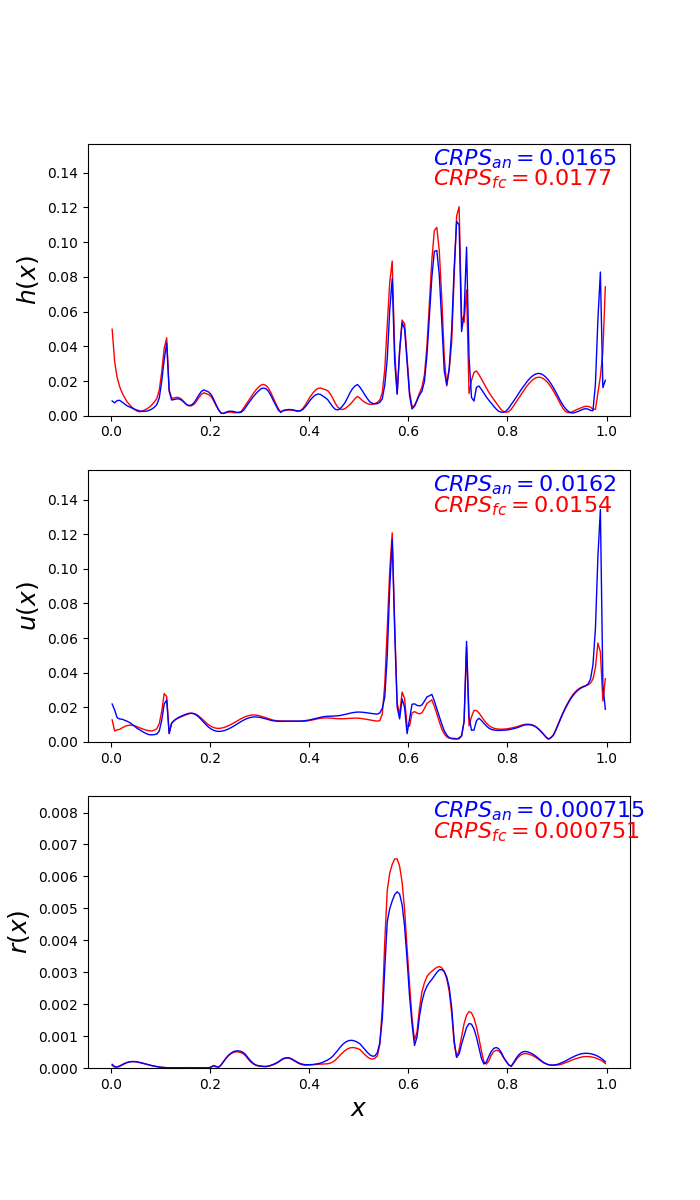 CRPS_an = 0.0165
CRPS_fc = 0.0177
0.14
0.12
0.10
0.08
0.06
0.04
0.02
0.00
h(x)
0.0 0.2 0.4 0.6 0.8 1.0
CRPS_an = 0.0162
CRPS_fc = 0.0154
0.14
0.12
0.10
0.08
0.06
0.04
0.02
0.00
u(x)
0.0 0.2 0.4 0.6 0.8 1.0
CRPS_an = 0.000715
CRPS_fc = 0.000751
0.008
0.007
0.006
0.005
0.004
0.003
0.002
0.001
0.000
r(x)
0.0 0.2 0.4 0.6 0.8 1.0
x